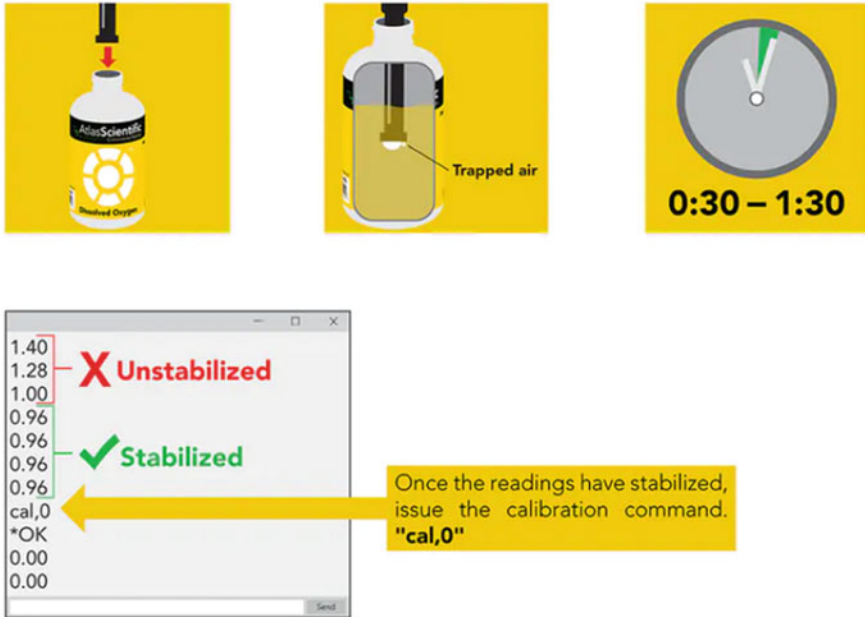 AtlasScientific
Dissolved Oxygen
Trapped air
0:30 – 1:30
1.40
1.28
1.00
X Unstabilized
0.96
0.96
0.96
0.96
Stabilized
cal,0
*OK
0.00
0.00
Send
Once the readings have stabilized,
issue the calibration command.
"cal,0"